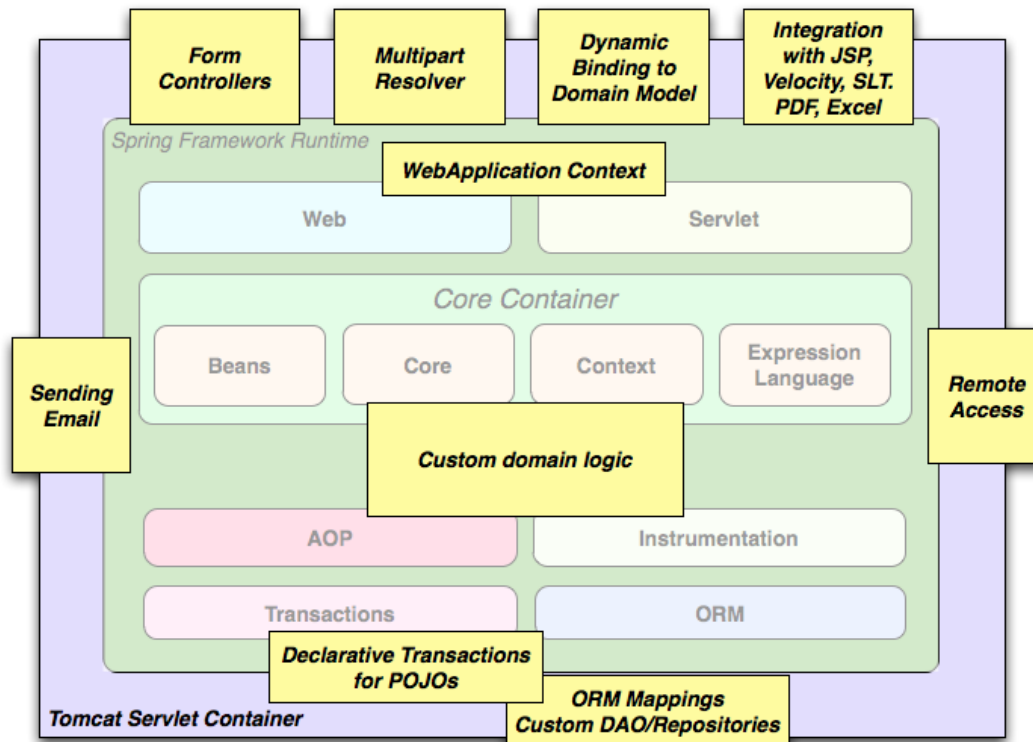 Form
Controllers
Multipart
Resolver
Dynamic
Binding to
Domain Model
Integration
with JSP,
Velocity, SLT.
PDF, Excel
Spring Framework Runtime
WebApplication Context
Web
Servlet
Core Container
Beans
Core
Context
Expression
Language
Sending
Email
Remote
Access
Custom domain logic
AOP
Instrumentation
Transactions
ORM
Declarative Transactions
for POJOs
ORM Mappings
Custom DAO/Repositories
Tomcat Servlet Container